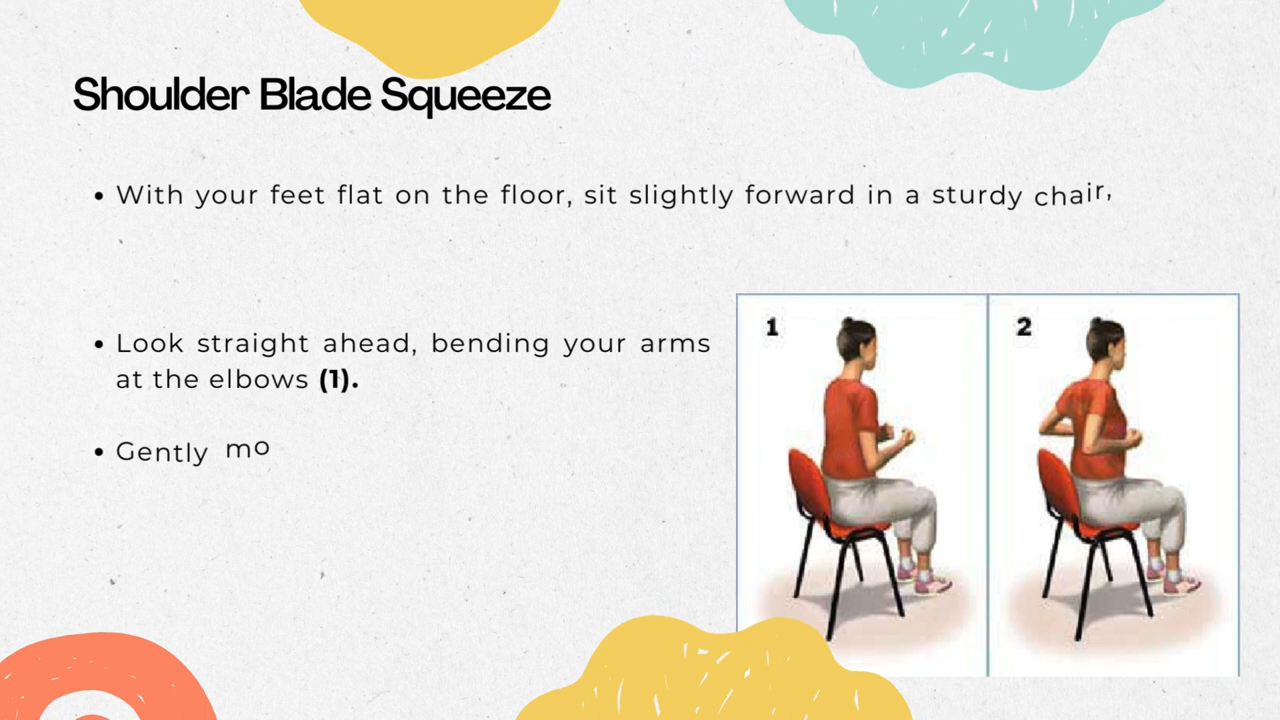 Shoulder Blade Squeeze
• With your feet flat on the floor, sit slightly forward in a sturdy chair,
• Look straight ahead, bending your arms
at the elbows (1).
• Gently mo
1
2